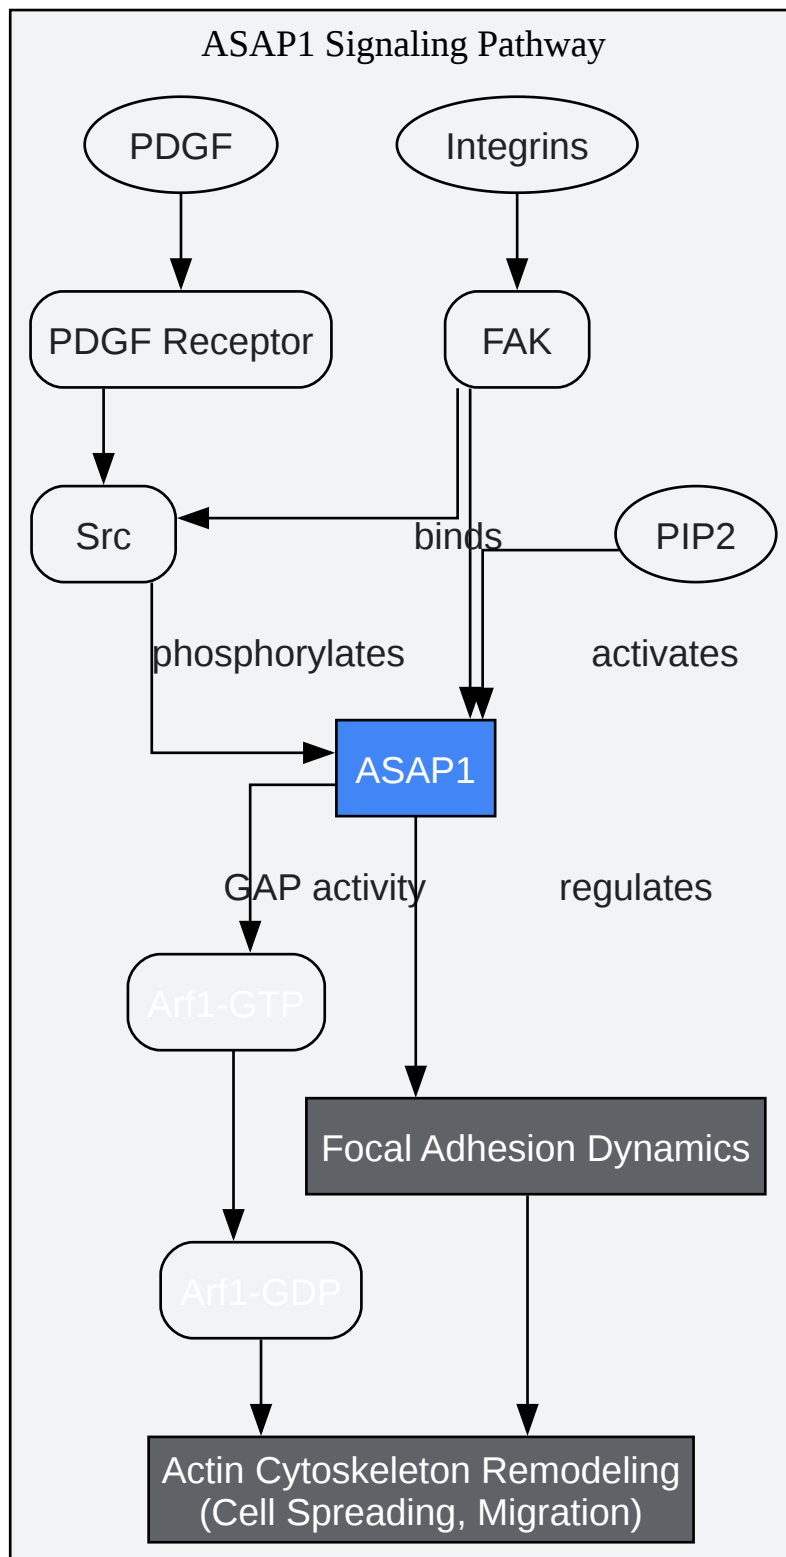 ASAP1 Signaling Pathway
PDGF
Integrins
PDGF Receptor
FAK
Src
binds
PIP2
phosphorylates
activates
ASAP1
GAP activity
regulates
Arf1-GTP
Focal Adhesion Dynamics
Arf1-GDP
Actin Cytoskeleton Remodeling
(Cell Spreading, Migration)